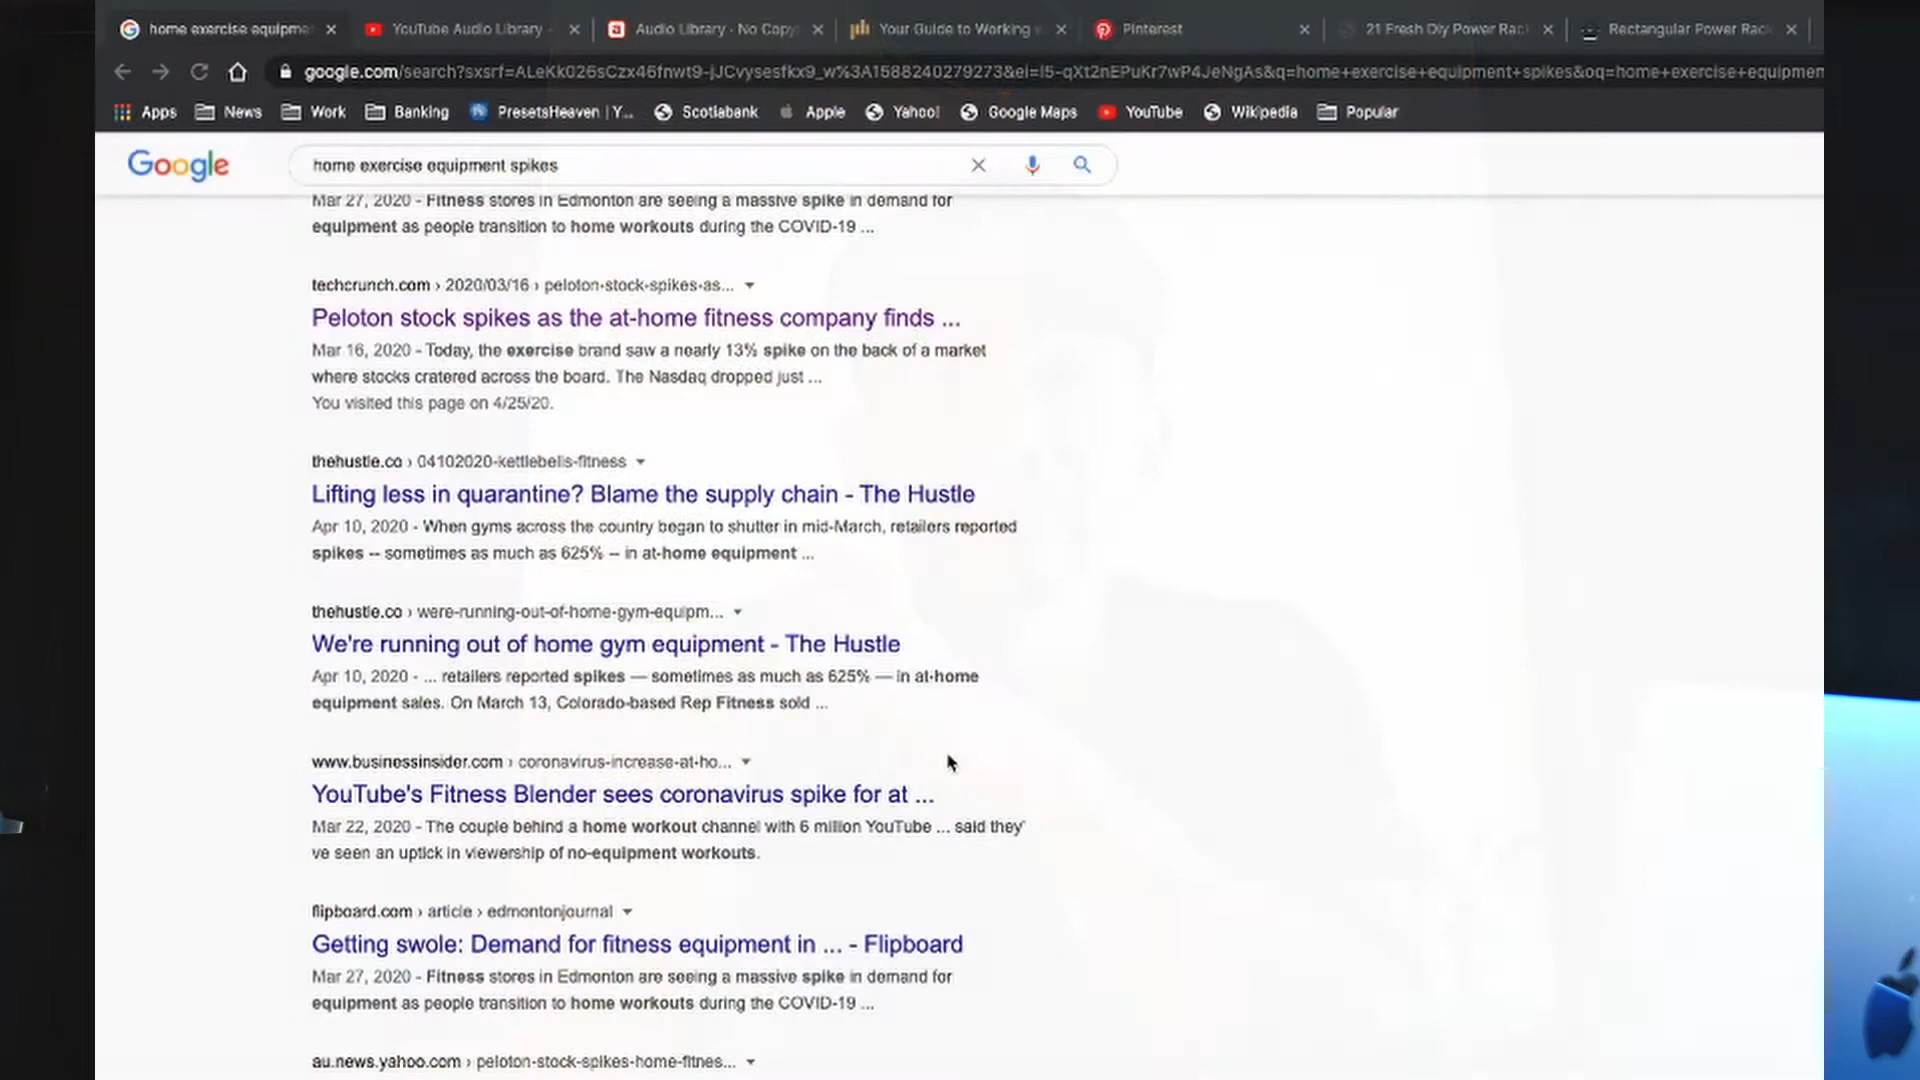 home exercise equipme
YouTube Audio Library -
Audio Library - No Copy
Your Guide to Working
Pinterest
21 Fresh Diy Power Rac
Rectangular Power Rack
google.com/search?sxsrf=ALeKk026sCzx46fnwt9-jJCvysesfkx9_w%3A1588240279273&ei=l5-qXt2nEPuKr7wP4JeNgAs&q=home+exercise+equipment+spikes&oq=home+exercise+equipmen
Apps News Work Banking PresetsHeaven | Y... Scotiabank Apple Yahoo! Google Maps YouTube Wikipedia Popular
Google
home exercise equipment spikes
Mar 27, 2020 - Fitness stores in Edmonton are seeing a massive spike in demand for
equipment as people transition to home workouts during the COVID-19 ...
techcrunch.com › 2020/03/16 › peloton-stock-spikes-as...
Peloton stock spikes as the at-home fitness company finds ...
Mar 16, 2020 - Today, the exercise brand saw a nearly 13% spike on the back of a market
where stocks cratered across the board. The Nasdaq dropped just ...
You visited this page on 4/25/20.
thehustle.co › 04102020-kettlebells-fitness
Lifting less in quarantine? Blame the supply chain - The Hustle
Apr 10, 2020 - When gyms across the country began to shutter in mid-March, retailers reported
spikes -- sometimes as much as 625% -- in at-home equipment ...
thehustle.co › were-running-out-of-home-gym-equipm...
We're running out of home gym equipment - The Hustle
Apr 10, 2020 - ... retailers reported spikes — sometimes as much as 625% — in at-home
equipment sales. On March 13, Colorado-based Rep Fitness sold ...
www.businessinsider.com › coronavirus-increase-at-ho...
YouTube's Fitness Blender sees coronavirus spike for at ...
Mar 22, 2020 - The couple behind a home workout channel with 6 million YouTube ... said they'
ve seen an uptick in viewership of no-equipment workouts.
flipboard.com › article › edmontonjournal
Getting swole: Demand for fitness equipment in ... - Flipboard
Mar 27, 2020 - Fitness stores in Edmonton are seeing a massive spike in demand for
equipment as people transition to home workouts during the COVID-19 ...
au.news.yahoo.com › peloton-stock-spikes-home-fitnes...